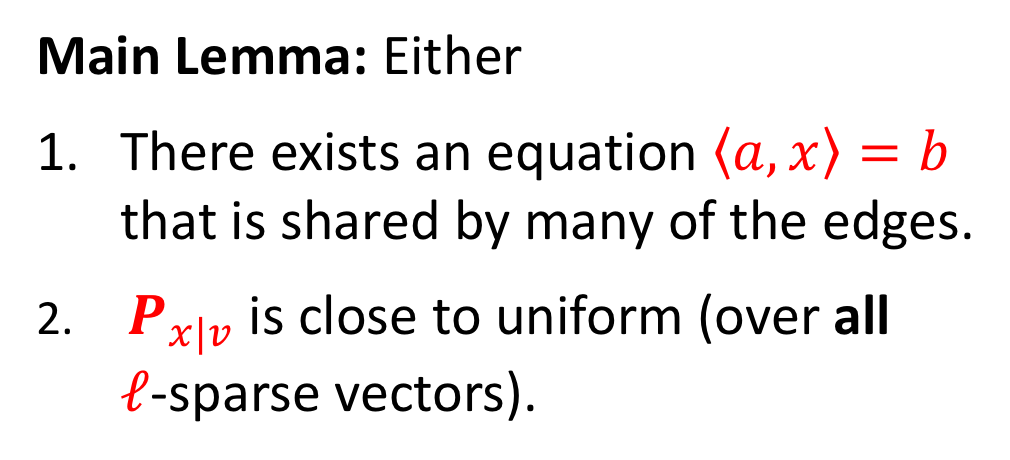 Main Lemma: Either
1. There exists an equation ⟨a, x⟩ = b
that is shared by many of the edges.
2. P_{x|v} is close to uniform (over all
ℓ-sparse vectors).